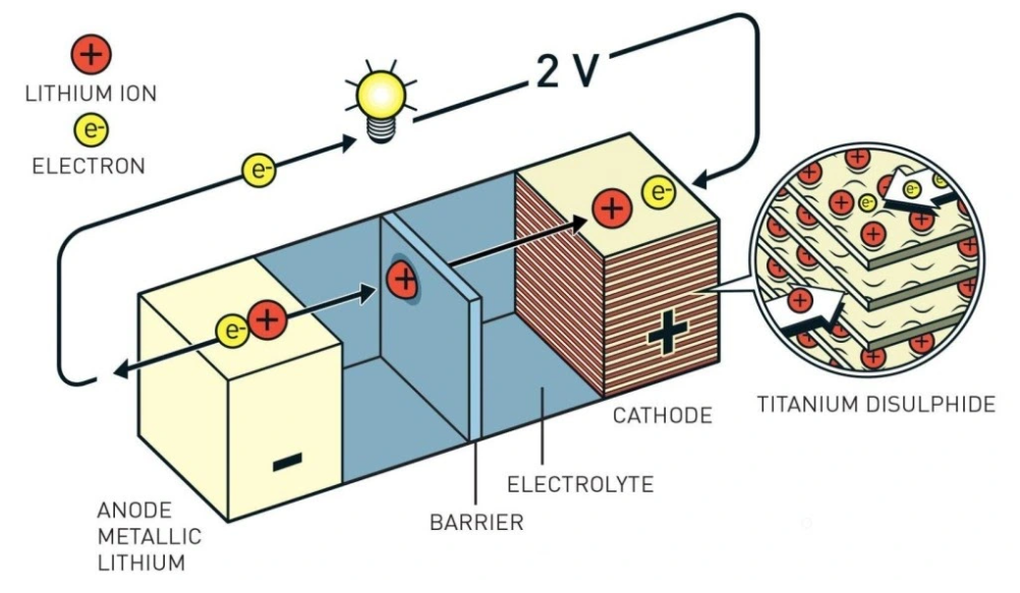 +
LITHIUM ION
e-
ELECTRON
2 V
e-
+
e-
+
e-
+
e-
+
-
CATHODE
TITANIUM DISULPHIDE
ELECTROLYTE
BARRIER
ANODE
METALLIC
LITHIUM